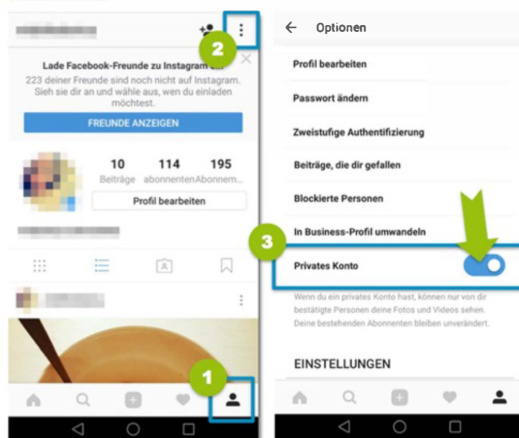 2
Lade Facebook-Freunde zu Instagram
223 deiner Freunde sind noch nicht auf Instagram.
Sieh sie dir an und wähle aus, wen du einladen
möchtest.
FREUNDE ANZEIGEN
10 114 195
Beiträge abonnenten Abonnem...
Profil bearbeiten
1
Optionen
Profil bearbeiten
Passwort ändern
Zweistufige Authentifizierung
Beiträge, die dir gefallen
Blockierte Personen
In Business-Profil umwandeln
3
Privates Konto
Wenn du ein privates Konto hast, können nur von dir
bestätigte Personen deine Fotos und Videos sehen.
Deine bestehenden Abonnenten bleiben unverändert.
EINSTELLUNGEN